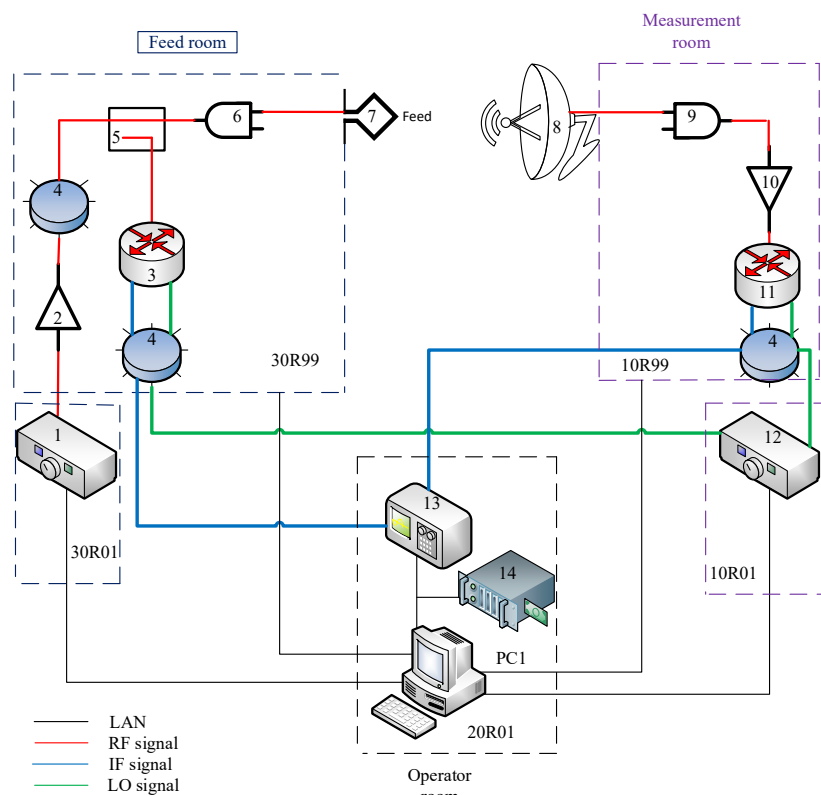 Measurement
room
Feed room
6
7
Feed
5
8
9
4
10
3
11
2
4
4
30R99
10R99
1
12
13
30R01
14
10R01
PC1
20R01
LAN
RF signal
IF signal
LO signal
Operator
room